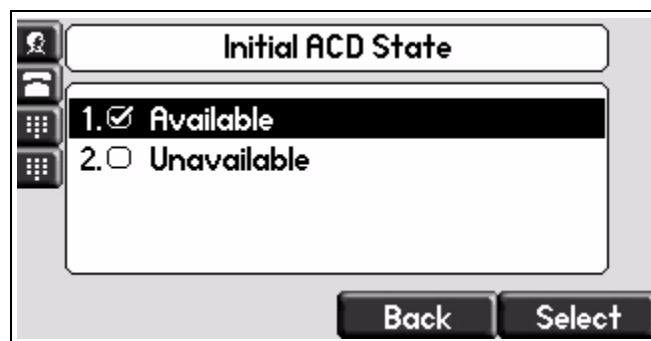 Initial ACD State
1. Available
2. Unavailable
Back Select